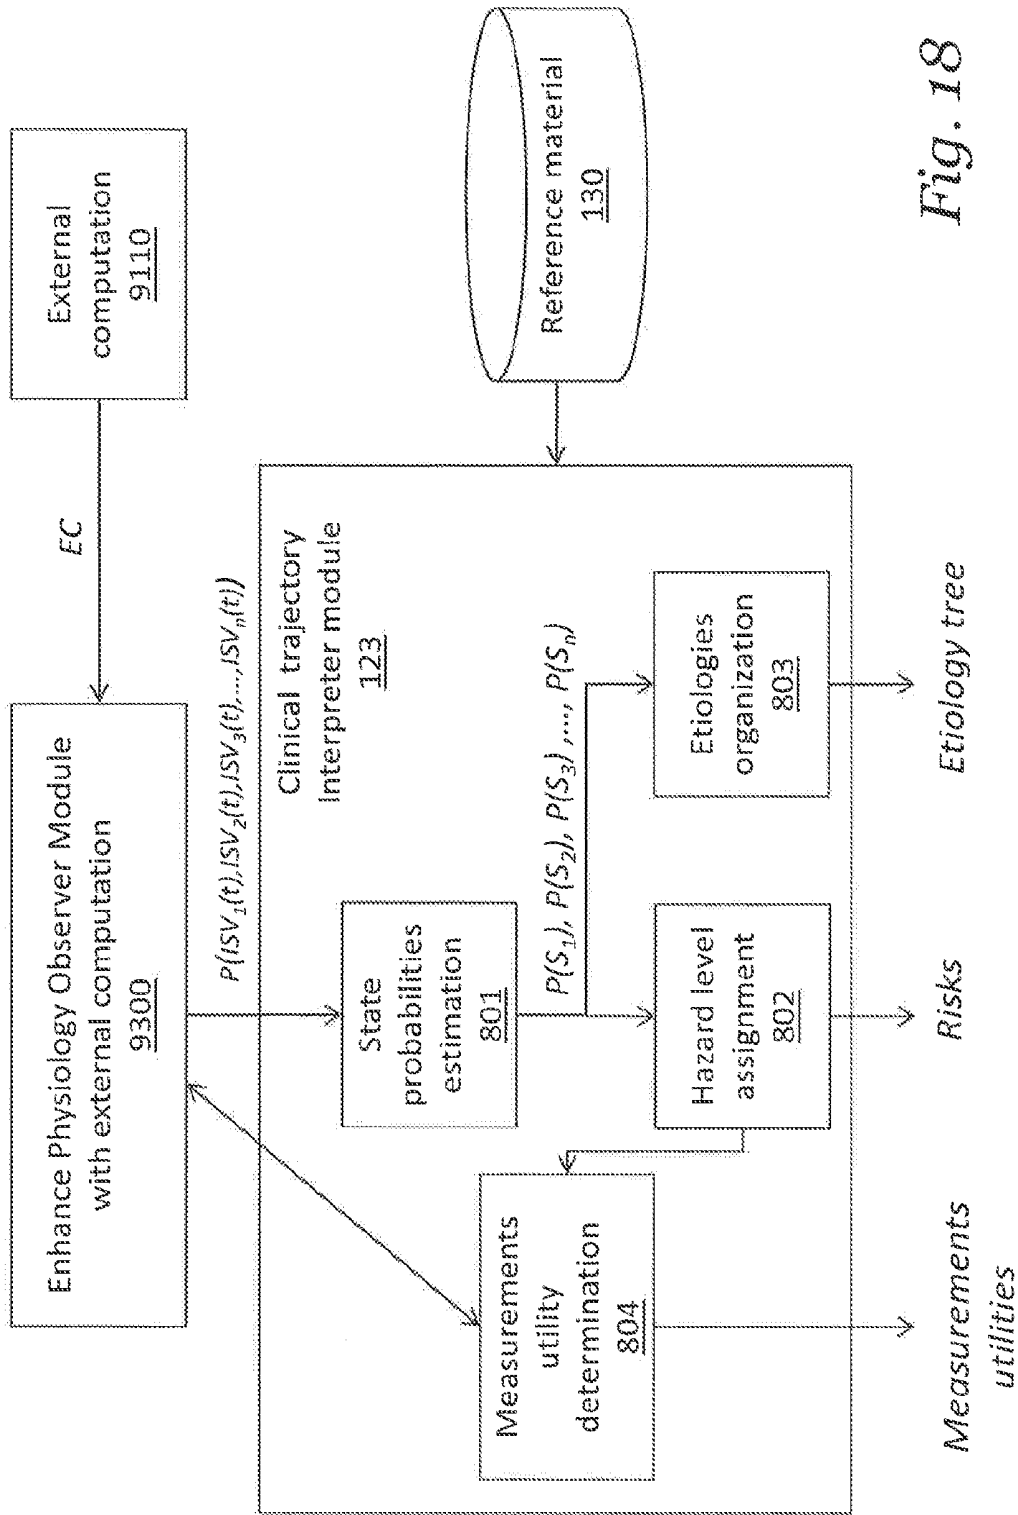 Enhance Physiology Observer Module
with external computation
9300
EC
External
computation
9110
P(ISV₁(t),ISV₂(t),ISV₃(t),...,ISVₙ(t))
Clinical trajectory
Interpreter module
123
State
probabilities
estimation
801
P(S₁), P(S₂), P(S₃) ,..., P(Sₙ)
Measurements
utility
determination
804
Hazard level
assignment
802
Etiologies
organization
803
Reference material
130
Measurements
utilities
Risks
Etiology tree
Fig. 18